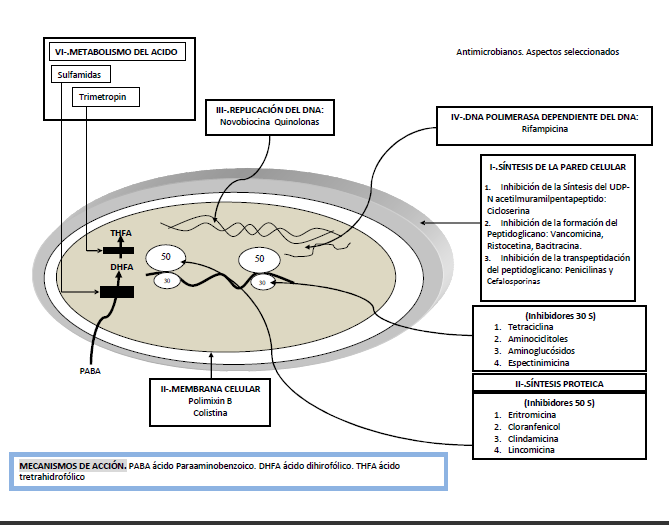 Antimicrobianos. Aspectos seleccionados
VI-.METABOLISMO DEL ACIDO
Sulfamidas
Trimetropin
III-.REPLICACIÓN DEL DNA:
Novobiocina Quinolonas
IV-.DNA POLIMERASA DEPENDIENTE DEL DNA:
Rifampicina
I-.SÍNTESIS DE LA PARED CELULAR
1. Inhibición de la Síntesis del UDP-
N acetilmuramilpentapeptido:
Cicloserina
2. Inhibición de la formación del
Peptidoglicano: Vancomicina,
Ristocetina, Bacitracina.
3. Inhibición de la transpeptidación
del peptidoglicano: Penicilinas y
Cefalosporinas
THFA
DHFA
PABA
50
30
50
30
(Inhibidores 30 S)
1. Tetraciclina
2. Aminociclitoles
3. Aminoglucósidos
4. Espectinimicina
II-.SÍNTESIS PROTEICA
(Inhibidores 50 S)
1. Eritromicina
2. Cloranfenicol
3. Clindamicina
4. Lincomicina
II-.MEMBRANA CELULAR
Polimixin B
Colistina
MECANISMOS DE ACCIÓN. PABA ácido Paraaminobenzoico. DHFA ácido dihirofólico. THFA ácido
tretrahidrofólico